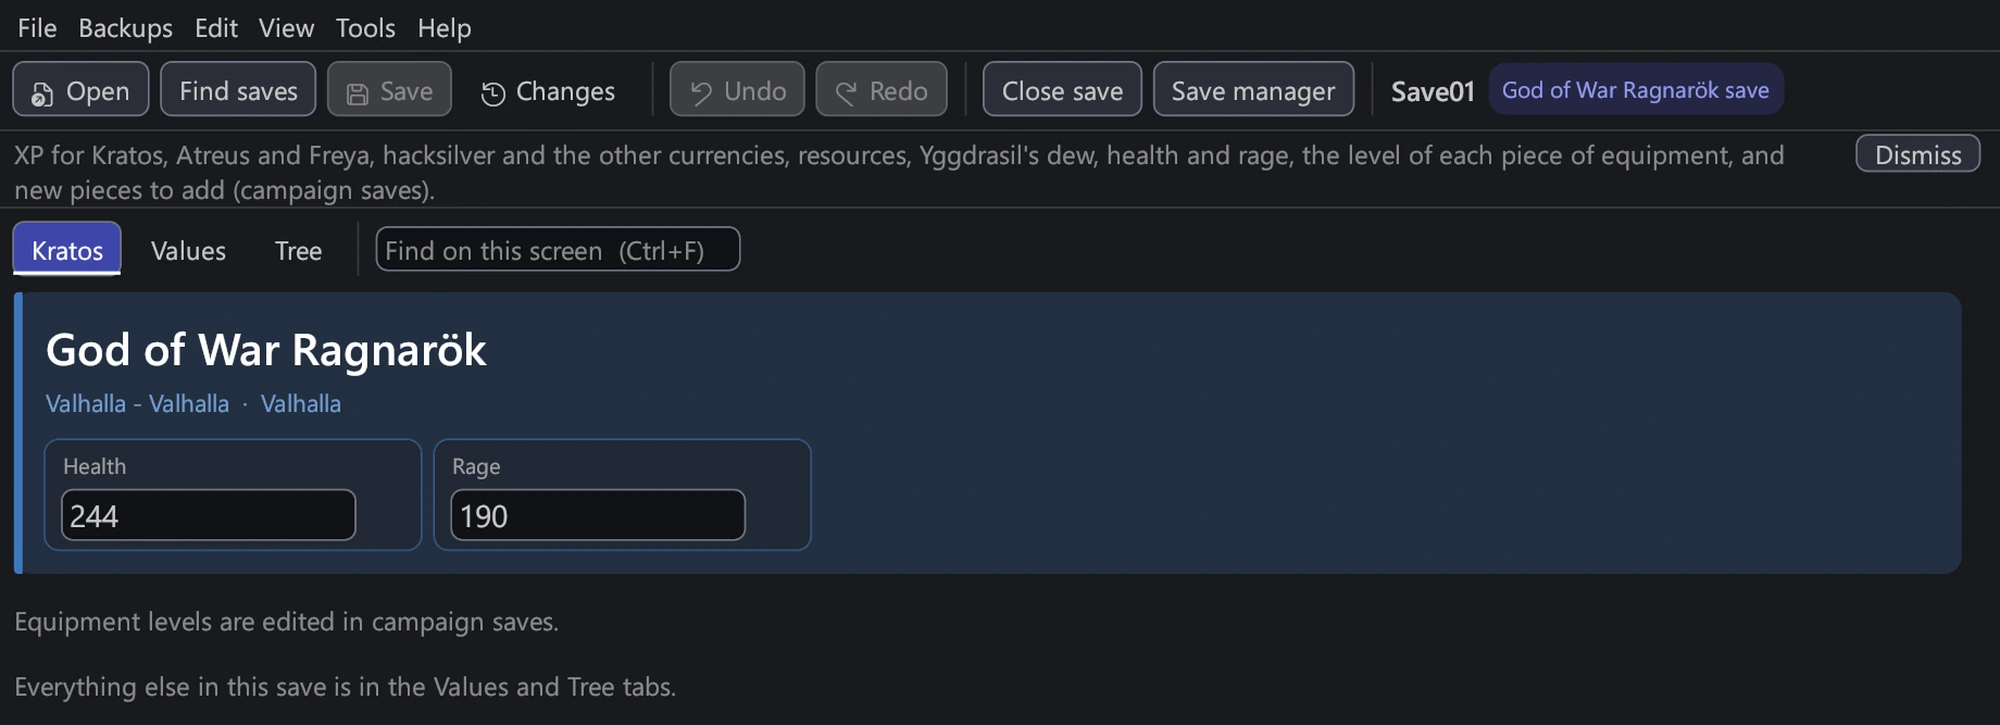 File Backups Edit View Tools Help
Open Find saves Save Changes Undo Redo Close save Save manager Save01 God of War Ragnarök save
XP for Kratos, Atreus and Freya, hacksilver and the other currencies, resources, Yggdrasil's dew, health and rage, the level of each piece of equipment, and
new pieces to add (campaign saves).
Dismiss
Kratos Values Tree Find on this screen (Ctrl+F)
God of War Ragnarök
Valhalla - Valhalla · Valhalla
Health Rage
244 190
Equipment levels are edited in campaign saves.
Everything else in this save is in the Values and Tree tabs.